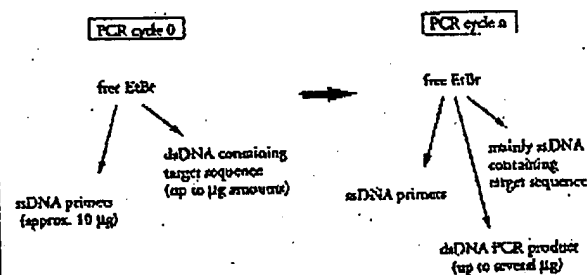 PCR cycle 0
free EtBr
dsDNA containing
target sequence
(up to µg amounts)
ssDNA primers
(approx. 10 µg)
PCR cycle n
free EtBr
mainly ssDNA
containing
target sequence
ssDNA primers
dsDNA PCR product
(up to several µg)